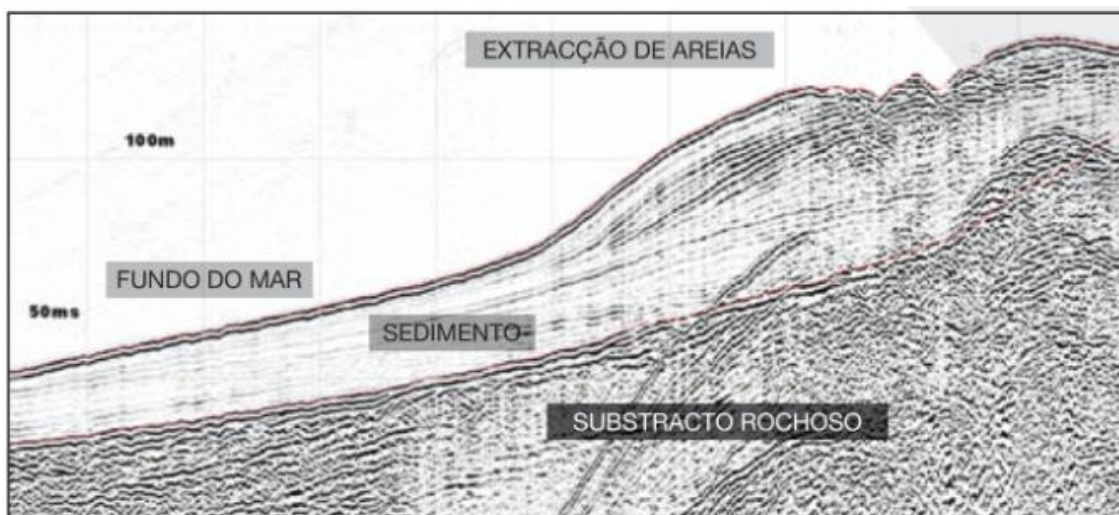 EXTRACÇÃO DE AREIAS
100m
FUNDO DO MAR
50ms
SEDIMENTO
SUBSTRACTO ROCHOSO